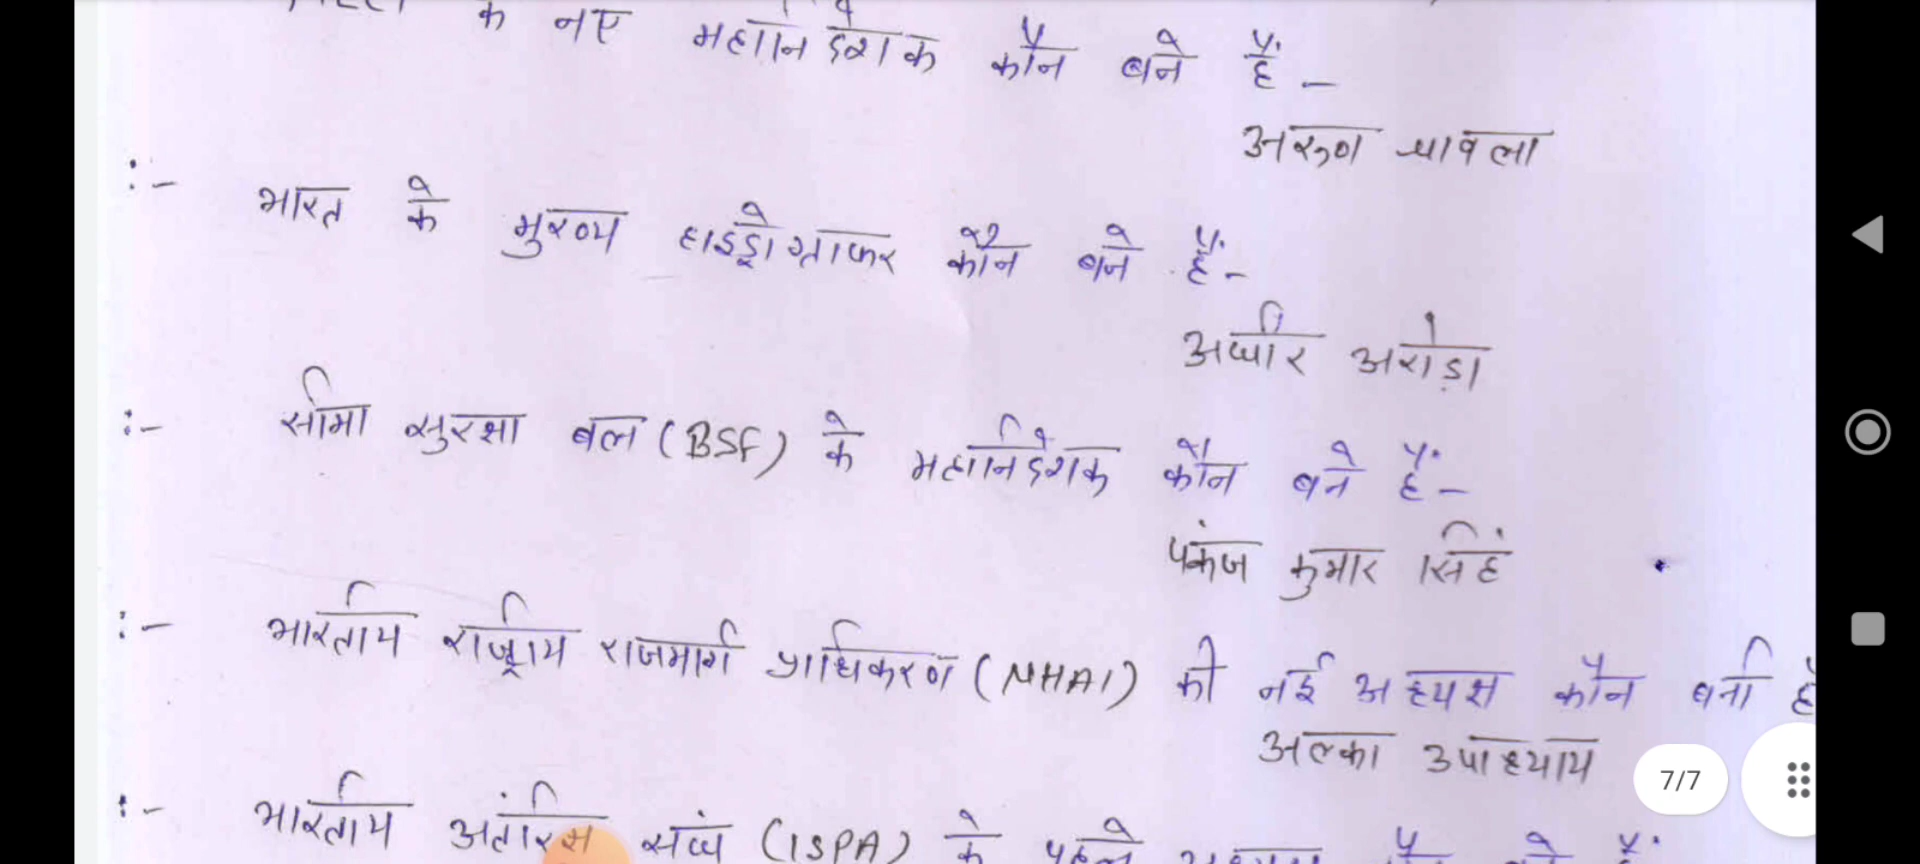 के नए महानिदेशक कौन बने हैं -
अरुण चावला
:- भारत के मुख्य हाइड्रोग्राफर कौन बने हैं -
अधीर अरोड़ा
:- सीमा सुरक्षा बल (BSF) के महानिदेशक कौन बने हैं -
पंकज कुमार सिंह
:- भारतीय राष्ट्रीय राजमार्ग प्राधिकरण (NHAI) की नई अध्यक्ष कौन बनी है
अल्का उपाध्याय
7/7
:- भारतीय अंतरिक्ष संघ (ISPA) के पहले